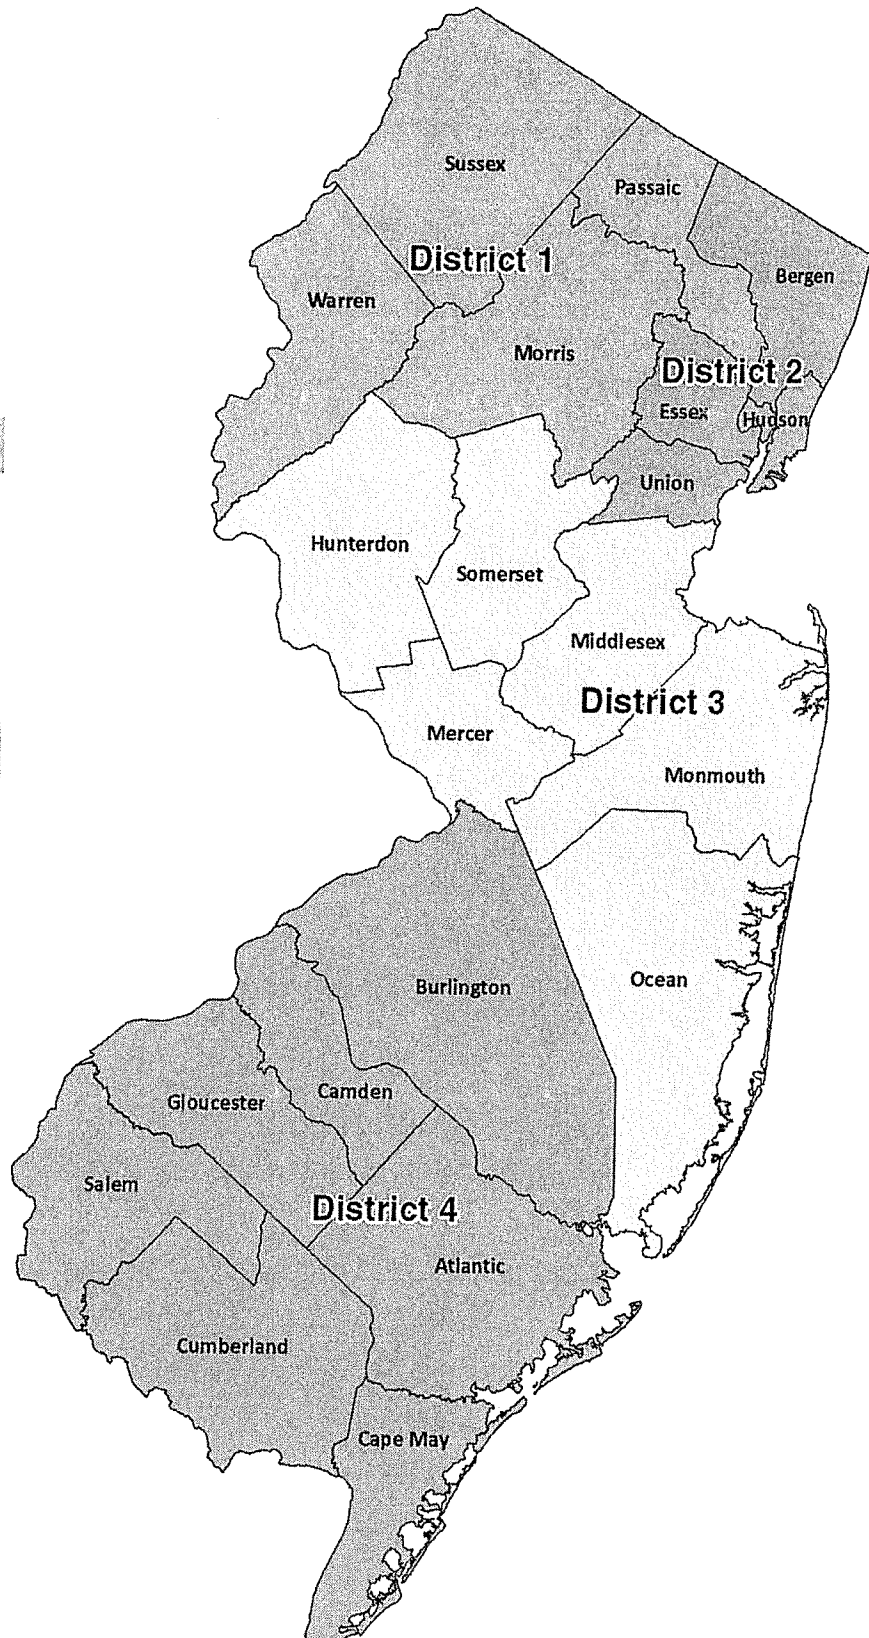 Sussex
Passaic
District 1
Bergen
Warren
Morris
District 2
Essex
Hudson
Union
Hunterdon
Somerset
Middlesex
District 3
Mercer
Monmouth
Burlington
Ocean
Camden
Gloucester
Salem
District 4
Atlantic
Cumberland
Cape May